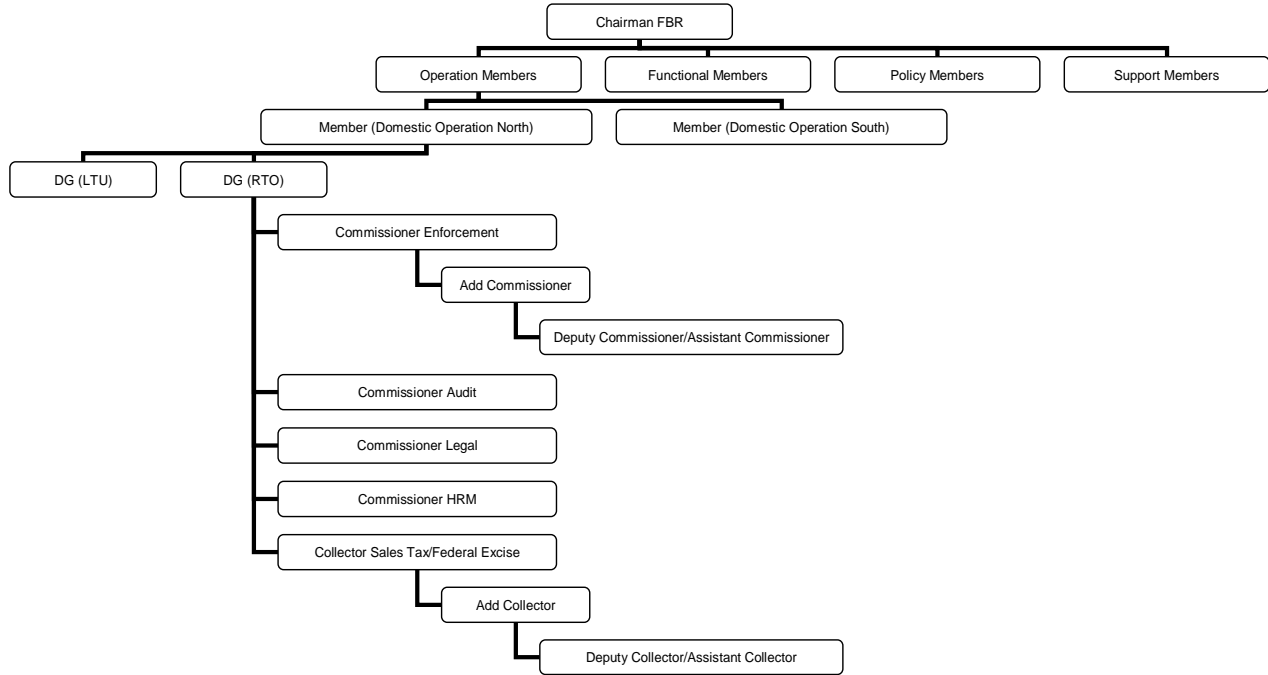 Chairman FBR
Operation Members
Functional Members
Policy Members
Support Members
Member (Domestic Operation North)
Member (Domestic Operation South)
DG (LTU)
DG (RTO)
Commissioner Enforcement
Add Commissioner
Deputy Commissioner/Assistant Commissioner
Commissioner Audit
Commissioner Legal
Commissioner HRM
Collector Sales Tax/Federal Excise
Add Collector
Deputy Collector/Assistant Collector